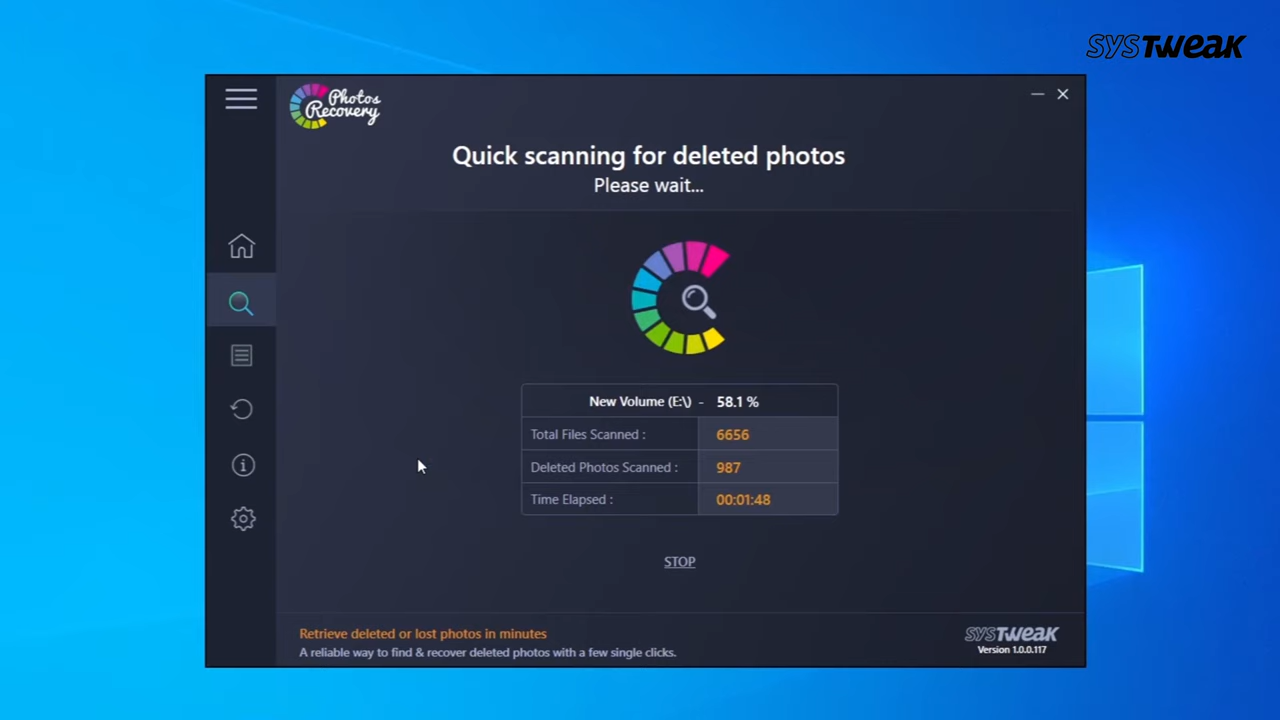 SYSTWEAK
Photos
Recovery
Quick scanning for deleted photos
Please wait...
New Volume (E:\) - 58.1 %
Total Files Scanned : 6656
Deleted Photos Scanned : 987
Time Elapsed : 00:01:48
STOP
Retrieve deleted or lost photos in minutes
A reliable way to find & recover deleted photos with a few single clicks.
SYSTWEAK
Version 1.0.0.117